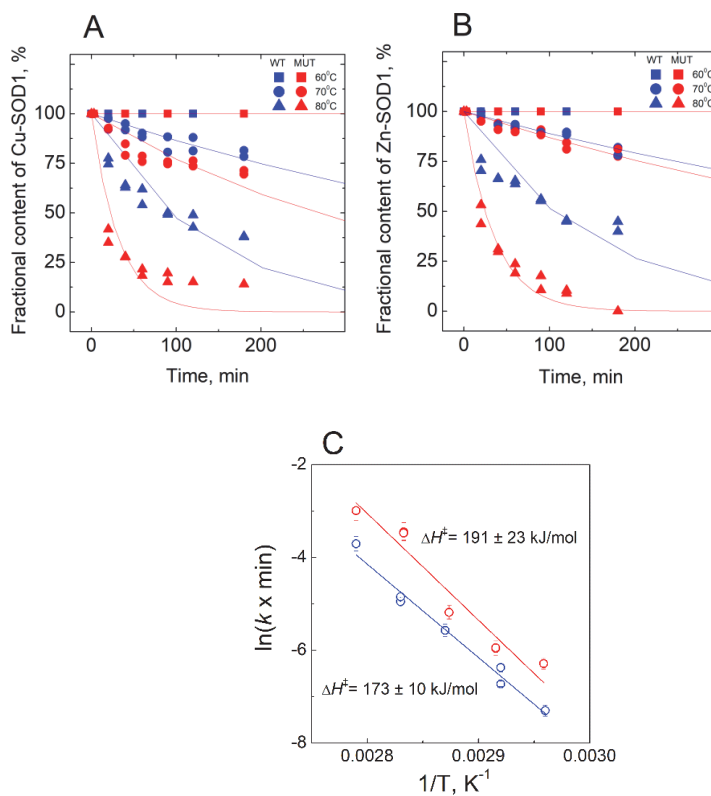 A
B
WT MUT
60°C
70°C
80°C
WT MUT
60°C
70°C
80°C
Fractional content of Cu-SOD1, %
100
75
50
25
0
0 100 200
Time, min
Fractional content of Zn-SOD1, %
100
75
50
25
0
0 100 200
Time, min
C
ln(k x min)
-2
-4
-6
-8
ΔH‡= 191 ± 23 kJ/mol
ΔH‡= 173 ± 10 kJ/mol
0.0028 0.0029 0.0030
1/T, K⁻¹